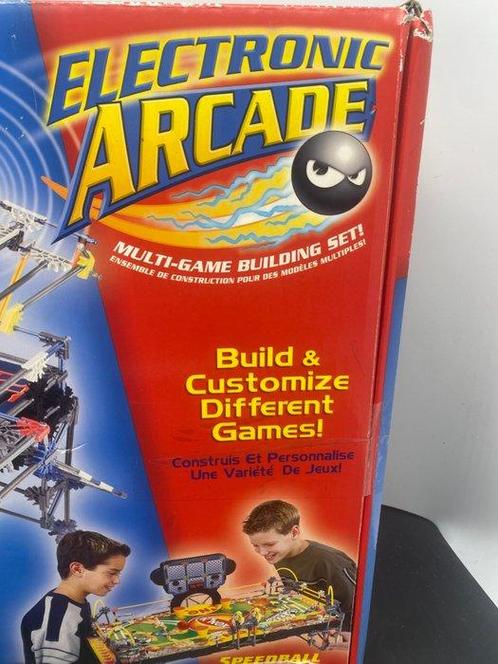 ELECTRONIC
ARCADE
MULTI-GAME BUILDING SET!
ENSEMBLE DE CONSTRUCTION POUR DES MODÈLES MULTIPLES!
Build &
Customize
Different
Games!
Construis Et Personnalise
Une Variété De Jeux!
SPEEDBALL